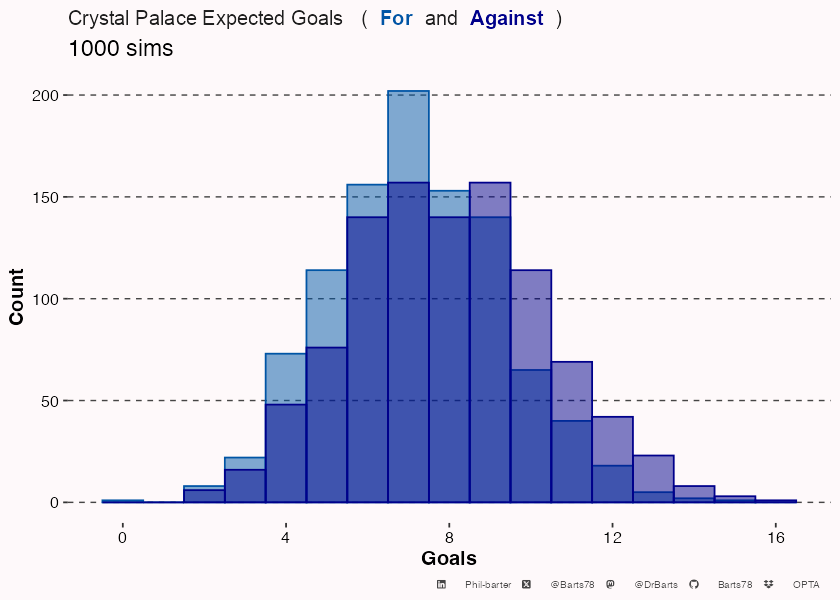 Crystal Palace Expected Goals ( For and Against )
1000 sims
200
150
100
50
0
Count
0 4 8 12 16
Goals
Phil-barter @Barts78 @DrBarts Barts78 OPTA